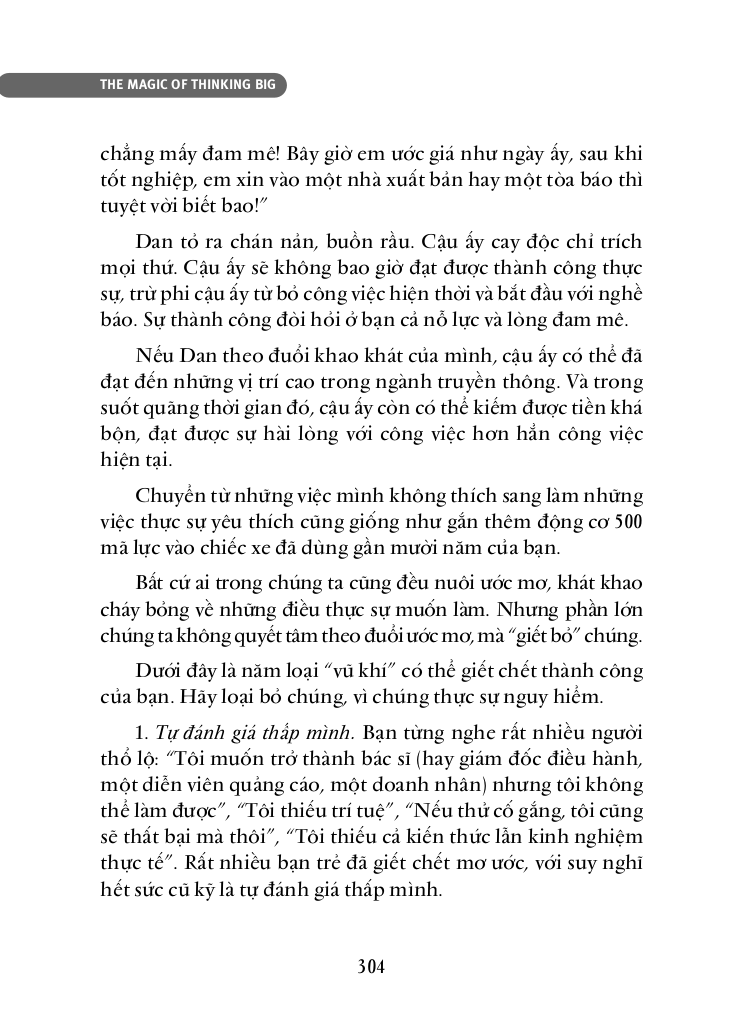 THE MAGIC OF THINKING BIG
chẳng mấy đam mê! Bây giờ em ước giá như ngày ấy, sau khi
tốt nghiệp, em xin vào một nhà xuất bản hay một tòa báo thì
tuyệt vời biết bao!”
Dan tỏ ra chán nản, buồn rầu. Cậu ấy cay độc chỉ trích
mọi thứ. Cậu ấy sẽ không bao giờ đạt được thành công thực
sự, trừ phi cậu ấy từ bỏ công việc hiện thời và bắt đầu với nghề
báo. Sự thành công đòi hỏi ở bạn cả nỗ lực và lòng đam mê.
Nếu Dan theo đuổi khao khát của mình, cậu ấy có thể đã
đạt đến những vị trí cao trong ngành truyền thông. Và trong
suốt quãng thời gian đó, cậu ấy còn có thể kiếm được tiền khá
bộn, đạt được sự hài lòng với công việc hơn hẳn công việc
hiện tại.
Chuyển từ những việc mình không thích sang làm những
việc thực sự yêu thích cũng giống như gắn thêm động cơ 500
mã lực vào chiếc xe đã dùng gần mười năm của bạn.
Bất cứ ai trong chúng ta cũng đều nuôi ước mơ, khát khao
cháy bỏng về những điều thực sự muốn làm. Nhưng phần lớn
chúng ta không quyết tâm theo đuổi ước mơ, mà “giết bỏ” chúng.
Dưới đây là năm loại “vũ khí” có thể giết chết thành công
của bạn. Hãy loại bỏ chúng, vì chúng thực sự nguy hiểm.
1. Tự đánh giá thấp mình. Bạn từng nghe rất nhiều người
thổ lộ: “Tôi muốn trở thành bác sĩ (hay giám đốc điều hành,
một diễn viên quảng cáo, một doanh nhân) nhưng tôi không
thể làm được”, “Tôi thiếu trí tuệ”, “Nếu thử cố gắng, tôi cũng
sẽ thất bại mà thôi”, “Tôi thiếu cả kiến thức lẫn kinh nghiệm
thực tế”. Rất nhiều bạn trẻ đã giết chết mơ ước, với suy nghĩ
hết sức cũ kỹ là tự đánh giá thấp mình.
304